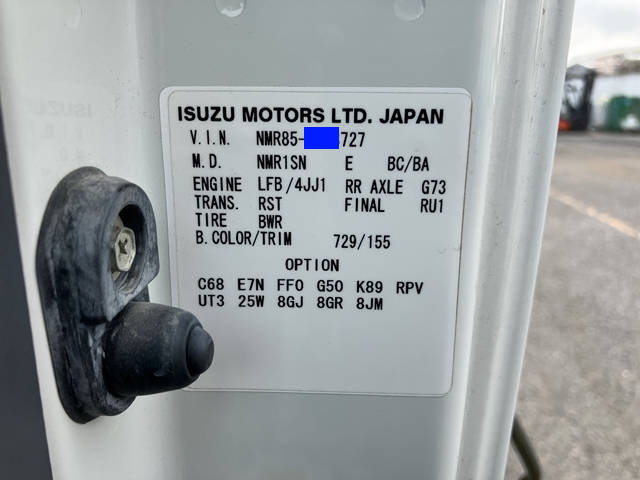 ISUZU MOTORS LTD. JAPAN
V.I.N. NMR85- 727
M.D. NMR1SN E BC/BA
ENGINE LFB/4JJ1 RR AXLE G73
TRANS. RST FINAL RU1
TIRE BWR
B.COLOR/TRIM 729/155
OPTION
C68 E7N FF0 G50 K89 RPV
UT3 25W 8GJ 8GR 8JM